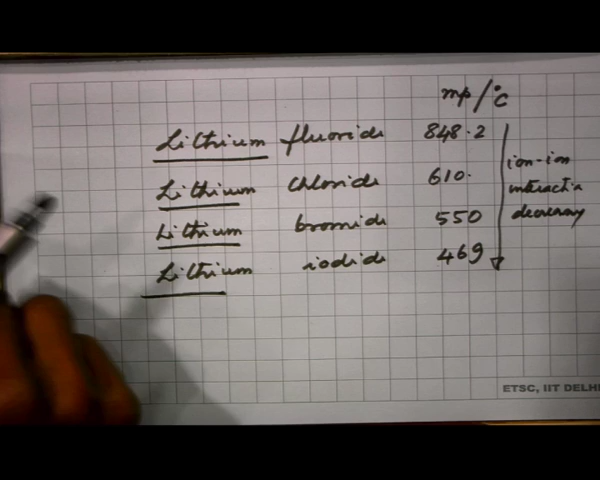 mp/°C
Lithium fluoride 848.2
Lithium chloride 610.
Lithium bromide 550
Lithium iodide 469
ion-ion
interaction
decreasing
ETSC, IIT DELHI